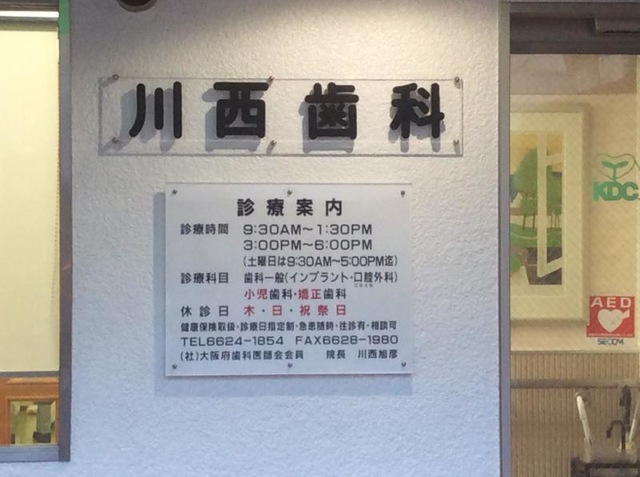 川西歯科
診療案内
診療時間 9:30AM〜1:30PM
3:00PM〜6:00PM
(土曜日は9:30AM〜5:00PM迄)
診療科目 歯科一般(インプラント・口腔外科)
小児歯科・矯正歯科
休診日 木・日・祝祭日
健康保険取扱・診療日指定制・急患随時・往診有・相談可
TEL6624-1854 FAX6628-1980
(社)大阪府歯科医師会会員 院長 川西旭彦
KDC
AED
SECOM